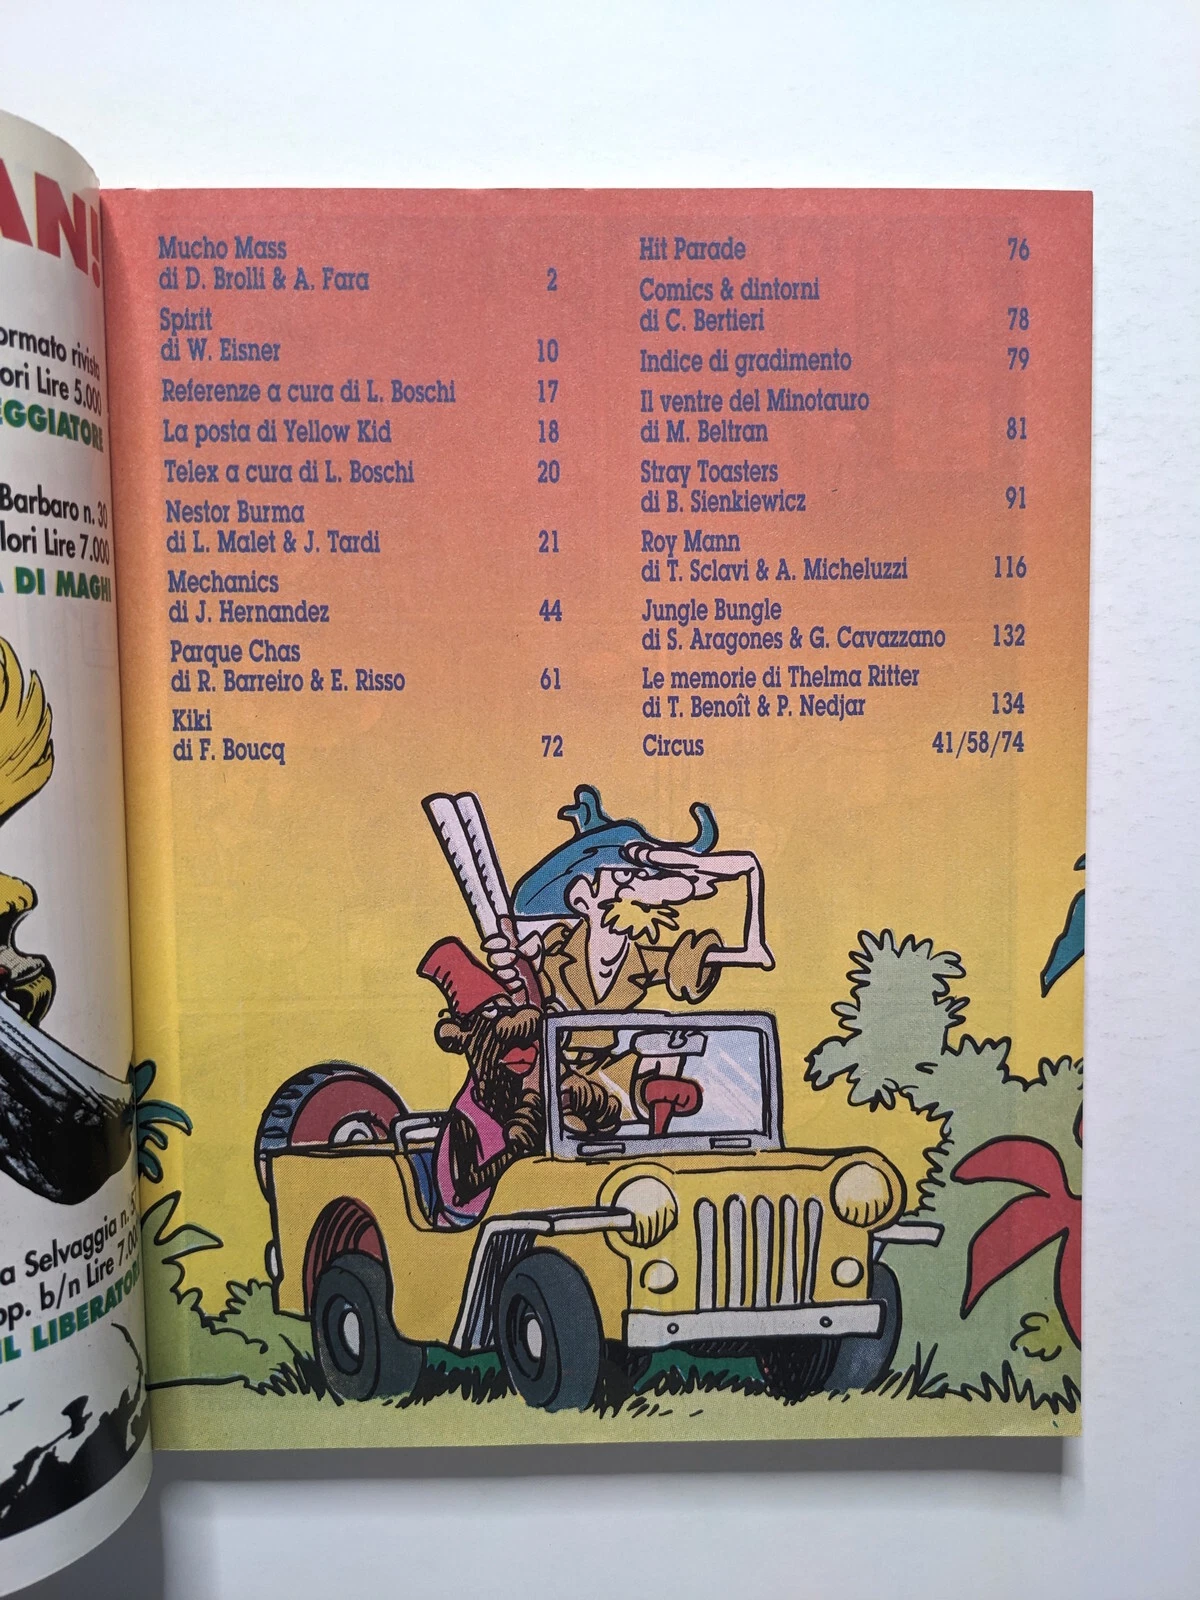 AN!
ormato rivista
ori Lire 5.000
EGGIATORE
Barbaro n. 30
lori Lire 7.000
A DI MAGHI
a Selvaggia n.
pp. b/n Lire 7.00
IL LIBERATOR
Mucho Mass
di D. Brolli & A. Fara 2
Spirit
di W. Eisner 10
Referenze a cura di L. Boschi 17
La posta di Yellow Kid 18
Telex a cura di L. Boschi 20
Nestor Burma
di L. Malet & J. Tardi 21
Mechanics
di J. Hernandez 44
Parque Chas
di R. Barreiro & E. Risso 61
Kiki
di F. Boucq 72
Hit Parade 76
Comics & dintorni
di C. Bertieri 78
Indice di gradimento 79
Il ventre del Minotauro
di M. Beltran 81
Stray Toasters
di B. Sienkiewicz 91
Roy Mann
di T. Sclavi & A. Micheluzzi 116
Jungle Bungle
di S. Aragones & G. Cavazzano 132
Le memorie di Thelma Ritter
di T. Benoît & P. Nedjar 134
Circus 41/58/74